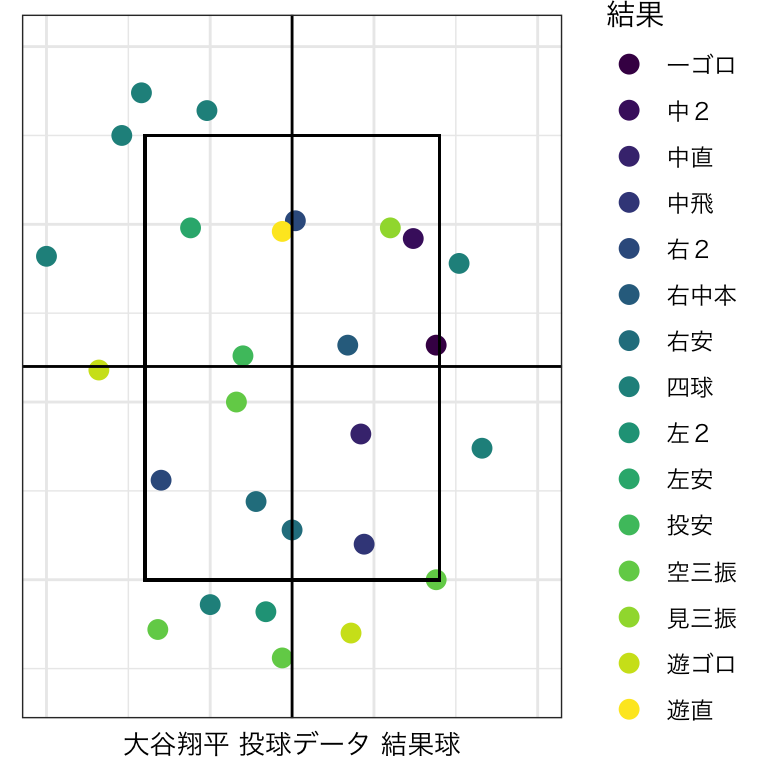 結果
一ゴロ
中２
中直
中飛
右２
右中本
右安
四球
左２
左安
投安
空三振
見三振
遊ゴロ
遊直
大谷翔平 投球データ 結果球